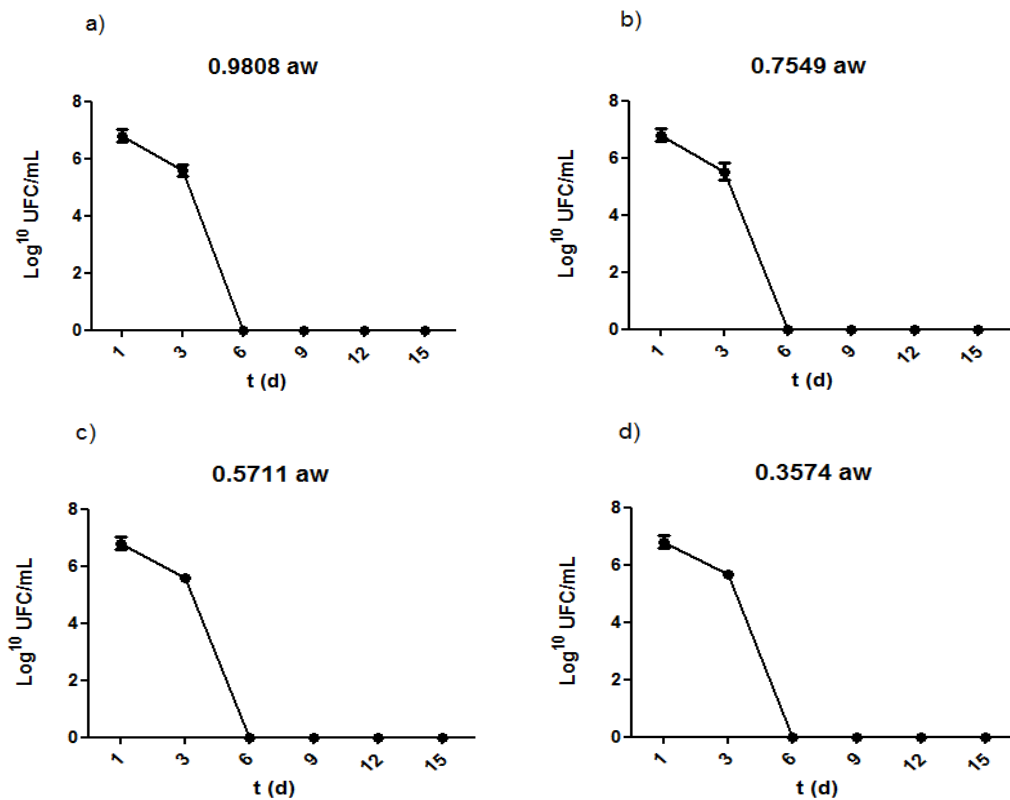 a)
0.9808 aw
Log¹⁰ UFC/mL
8
6
4
2
0
1 3 6 9 12 15
t (d)
b)
0.7549 aw
Log¹⁰ UFC/mL
8
6
4
2
0
1 3 6 9 12 15
t (d)
c)
0.5711 aw
Log¹⁰ UFC/mL
8
6
4
2
0
1 3 6 9 12 15
t (d)
d)
0.3574 aw
Log¹⁰ UFC/mL
8
6
4
2
0
1 3 6 9 12 15
t (d)